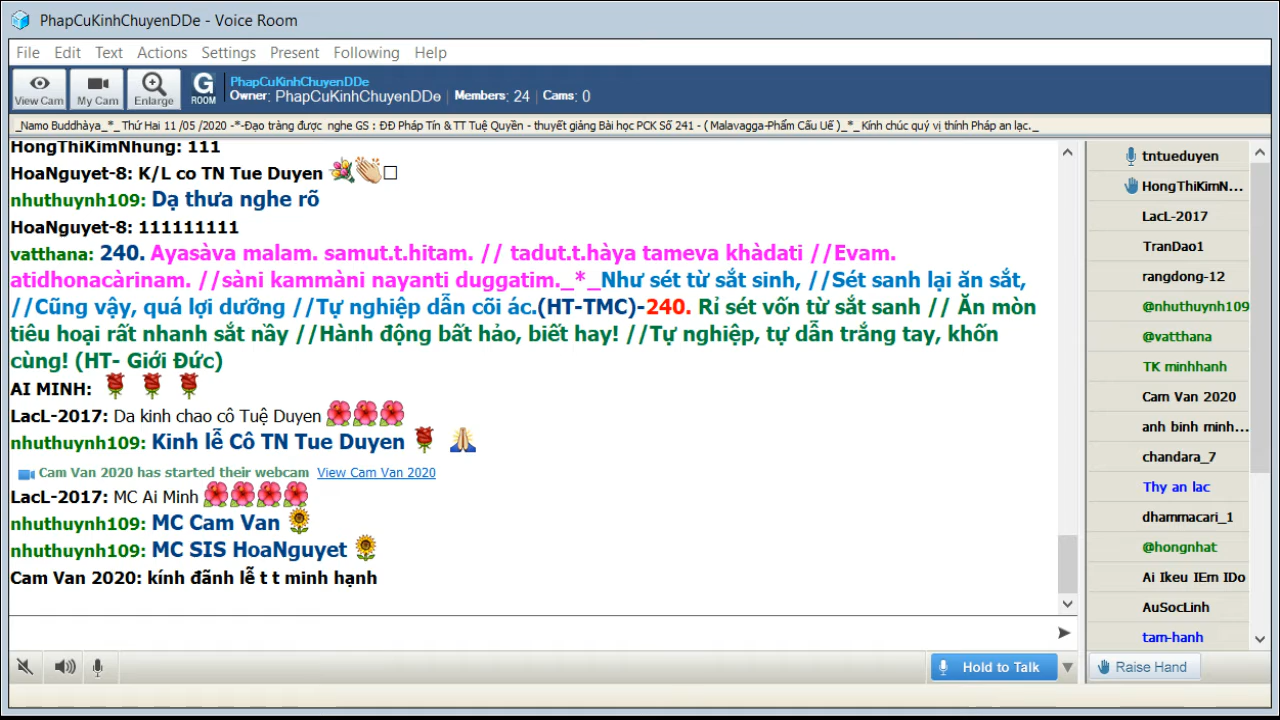 PhapCuKinhChuyenDDe - Voice Room
File Edit Text Actions Settings Present Following Help
View Cam My Cam Enlarge G ROOM
PhapCuKinhChuyenDDe
Owner: PhapCuKinhChuyenDDe Members: 24 Cams: 0
_Namo Buddhàya_*_ Thứ Hai 11 /05 /2020 -*-Đạo tràng được nghe GS : ĐĐ Pháp Tín & TT Tuệ Quyền - thuyết giảng Bài học PCK Số 241 - ( Malavagga-Phẩm Cấu Uế )_*_ Kính chúc quý vị thính Pháp an lạc._
HongThiKimNhung: 111
HoaNguyet-8: K/L co TN Tue Duyen
nhuthuynh109: Dạ thưa nghe rõ
HoaNguyet-8: 111111111
vatthana: 240. Ayasàva malam. samut.t.hitam. // tadut.t.hàya tameva khàdati //Evam.
atidhonacàrinam. //sàni kammàni nayanti duggatim._*_Như sét từ sắt sinh, //Sét sanh lại ăn sắt,
//Cũng vậy, quá lợi dưỡng //Tự nghiệp dẫn cõi ác.(HT-TMC)-240. Rỉ sét vốn từ sắt sanh // Ăn mòn
tiêu hoại rất nhanh sắt nầy //Hành động bất hảo, biết hay! //Tự nghiệp, tự dẫn trắng tay, khốn
cùng! (HT- Giới Đức)
AI MINH:
LacL-2017: Da kinh chao cô Tuệ Duyen
nhuthuynh109: Kinh lễ Cô TN Tue Duyen
Cam Van 2020 has started their webcam View Cam Van 2020
LacL-2017: MC Ai Minh
nhuthuynh109: MC Cam Van
nhuthuynh109: MC SIS HoaNguyet
Cam Van 2020: kính đãnh lễ t t minh hạnh
Hold to Talk
tntueduyen
HongThiKimN...
LacL-2017
TranDao1
rangdong-12
@nhuthuynh109
@vatthana
TK minhhanh
Cam Van 2020
anh binh minh...
chandara_7
Thy an lac
dhammacari_1
@hongnhat
Ai Ikeu IEm IDo
AuSocLinh
tam-hanh
Raise Hand